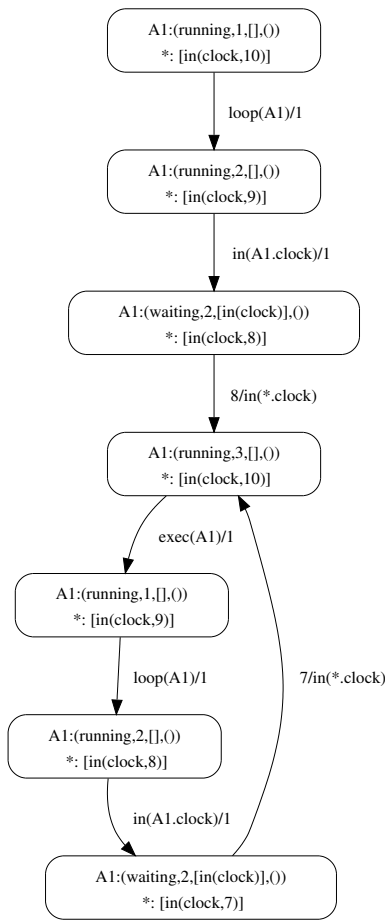 A1:(running,1,[],())
*: [in(clock,10)]
loop(A1)/1
A1:(running,2,[],())
*: [in(clock,9)]
in(A1.clock)/1
A1:(waiting,2,[in(clock)],())
*: [in(clock,8)]
8/in(*.clock)
A1:(running,3,[],())
*: [in(clock,10)]
exec(A1)/1
A1:(running,1,[],())
*: [in(clock,9)]
loop(A1)/1
7/in(*.clock)
A1:(running,2,[],())
*: [in(clock,8)]
in(A1.clock)/1
A1:(waiting,2,[in(clock)],())
*: [in(clock,7)]